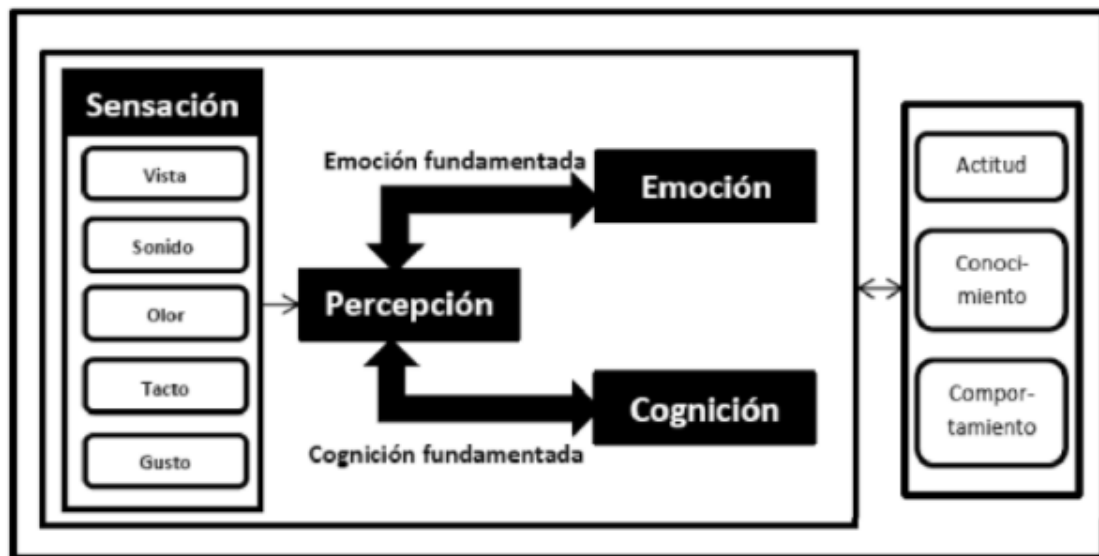 Sensación
Vista
Sonido
Olor
Tacto
Gusto
Emoción fundamentada
Emoción
Percepción
Cognición
Cognición fundamentada
Actitud
Conoci-
miento
Compor-
tamiento